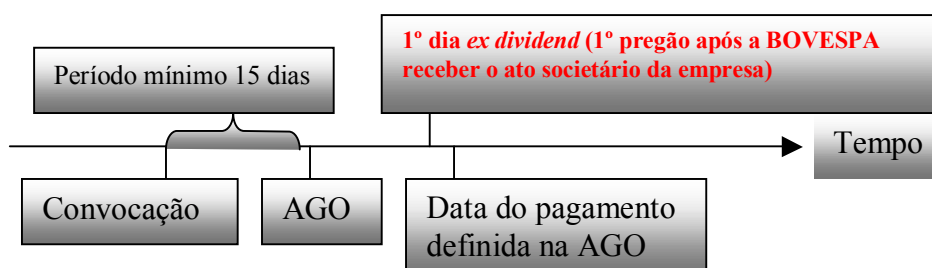 1º dia ex dividend (1º pregão após a BOVESPA
receber o ato societário da empresa)
Período mínimo 15 dias
Tempo
Convocação
AGO
Data do pagamento
definida na AGO